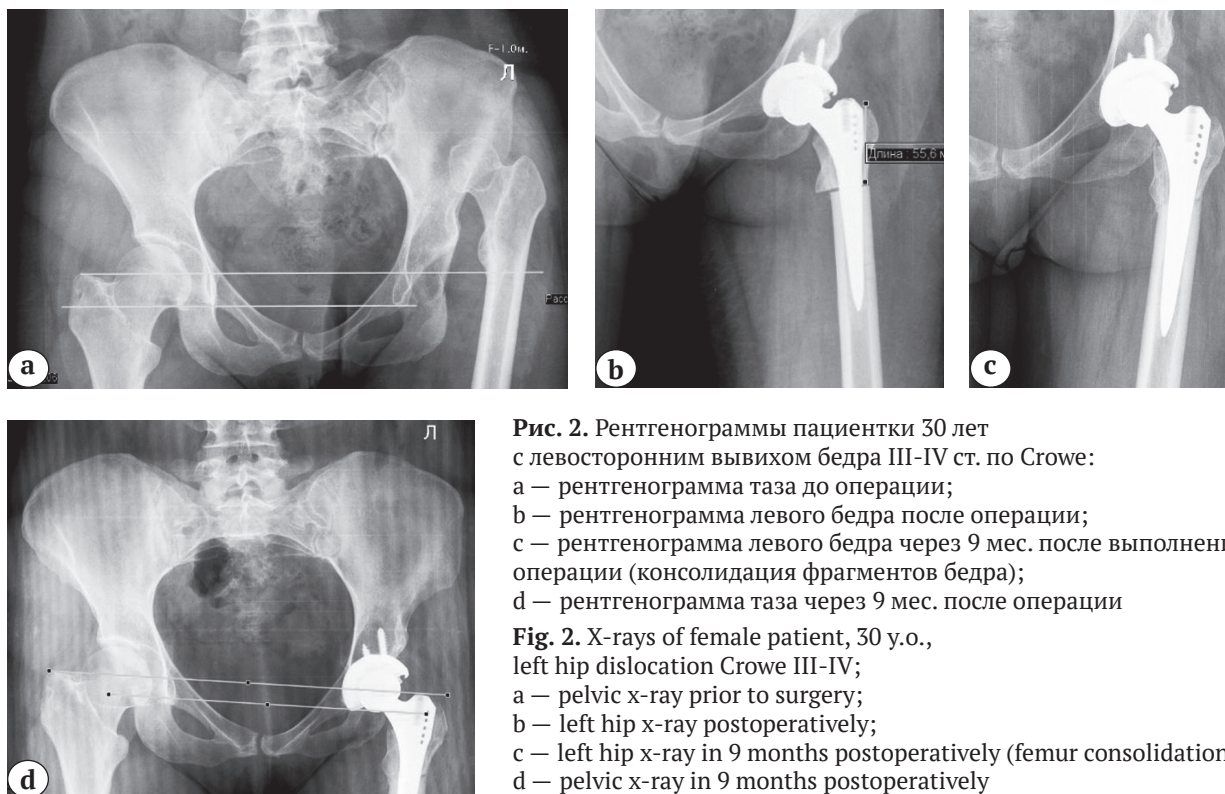 F-1.0м.
Л
Расс
a
Длина : 55,6 м
b
c
Л
d
Рис. 2. Рентгенограммы пациентки 30 лет
с левосторонним вывихом бедра III-IV ст. по Crowe:
a — рентгенограмма таза до операции;
b — рентгенограмма левого бедра после операции;
c — рентгенограмма левого бедра через 9 мес. после выполнени
операции (консолидация фрагментов бедра);
d — рентгенограмма таза через 9 мес. после операции
Fig. 2. X-rays of female patient, 30 y.o.,
left hip dislocation Crowe III-IV;
a — pelvic x-ray prior to surgery;
b — left hip x-ray postoperatively;
c — left hip x-ray in 9 months postoperatively (femur consolidation
d — pelvic x-ray in 9 months postoperatively